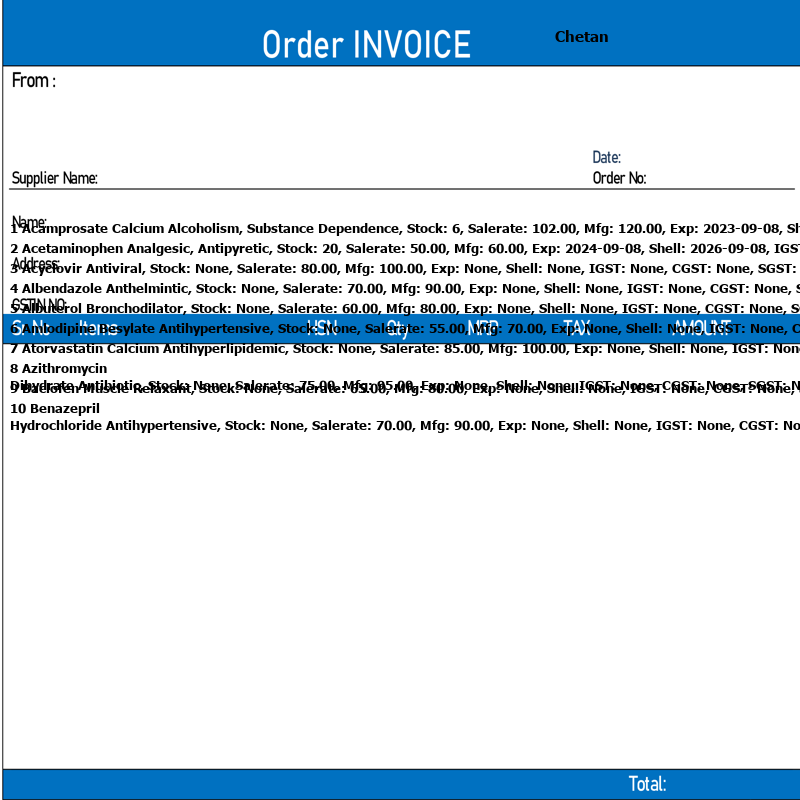 Order INVOICE
Chetan
From :
Date:
Supplier Name:
Order No:
Name:
1 Acamprosate Calcium Alcoholism, Substance Dependence, Stock: 6, Salerate: 102.00, Mfg: 120.00, Exp: 2023-09-08, Sh
2 Acetaminophen Analgesic, Antipyretic, Stock: 20, Salerate: 50.00, Mfg: 60.00, Exp: 2024-09-08, Shell: 2026-09-08, IGS
Address:
3 Acyclovir Antiviral, Stock: None, Salerate: 80.00, Mfg: 100.00, Exp: None, Shell: None, IGST: None, CGST: None, SGST:
4 Albendazole Anthelmintic, Stock: None, Salerate: 70.00, Mfg: 90.00, Exp: None, Shell: None, IGST: None, CGST: None, S
GSTIN NO:
5 Albuterol Bronchodilator, Stock: None, Salerate: 60.00, Mfg: 80.00, Exp: None, Shell: None, IGST: None, CGST: None, S
Sr No Items HSN Qty MRP TAX AMOUNT
6 Amlodipine Besylate Antihypertensive, Stock: None, Salerate: 55.00, Mfg: 70.00, Exp: None, Shell: None, IGST: None, C
7 Atorvastatin Calcium Antihyperlipidemic, Stock: None, Salerate: 85.00, Mfg: 100.00, Exp: None, Shell: None, IGST: Non
8 Azithromycin
Dihydrate Antibiotic, Stock: None, Salerate: 75.00, Mfg: 95.00, Exp: None, Shell: None, IGST: None, CGST: None, SGST: N
9 Baclofen Muscle Relaxant, Stock: None, Salerate: 65.00, Mfg: 80.00, Exp: None, Shell: None, IGST: None, CGST: None,
10 Benazepril
Hydrochloride Antihypertensive, Stock: None, Salerate: 70.00, Mfg: 90.00, Exp: None, Shell: None, IGST: None, CGST: No
Total: